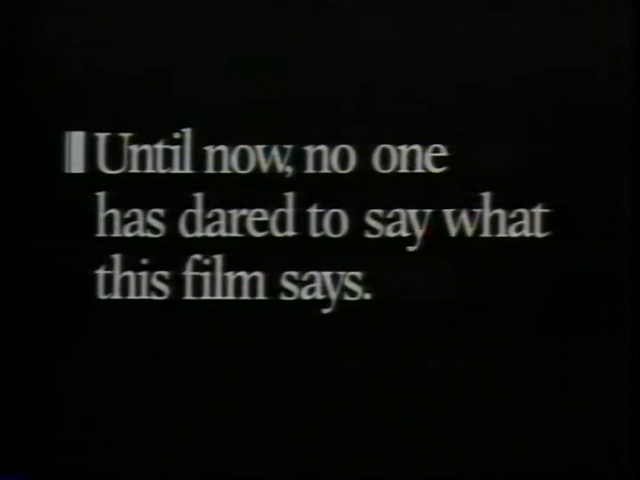 Until now, no one
has dared to say what
this film says.